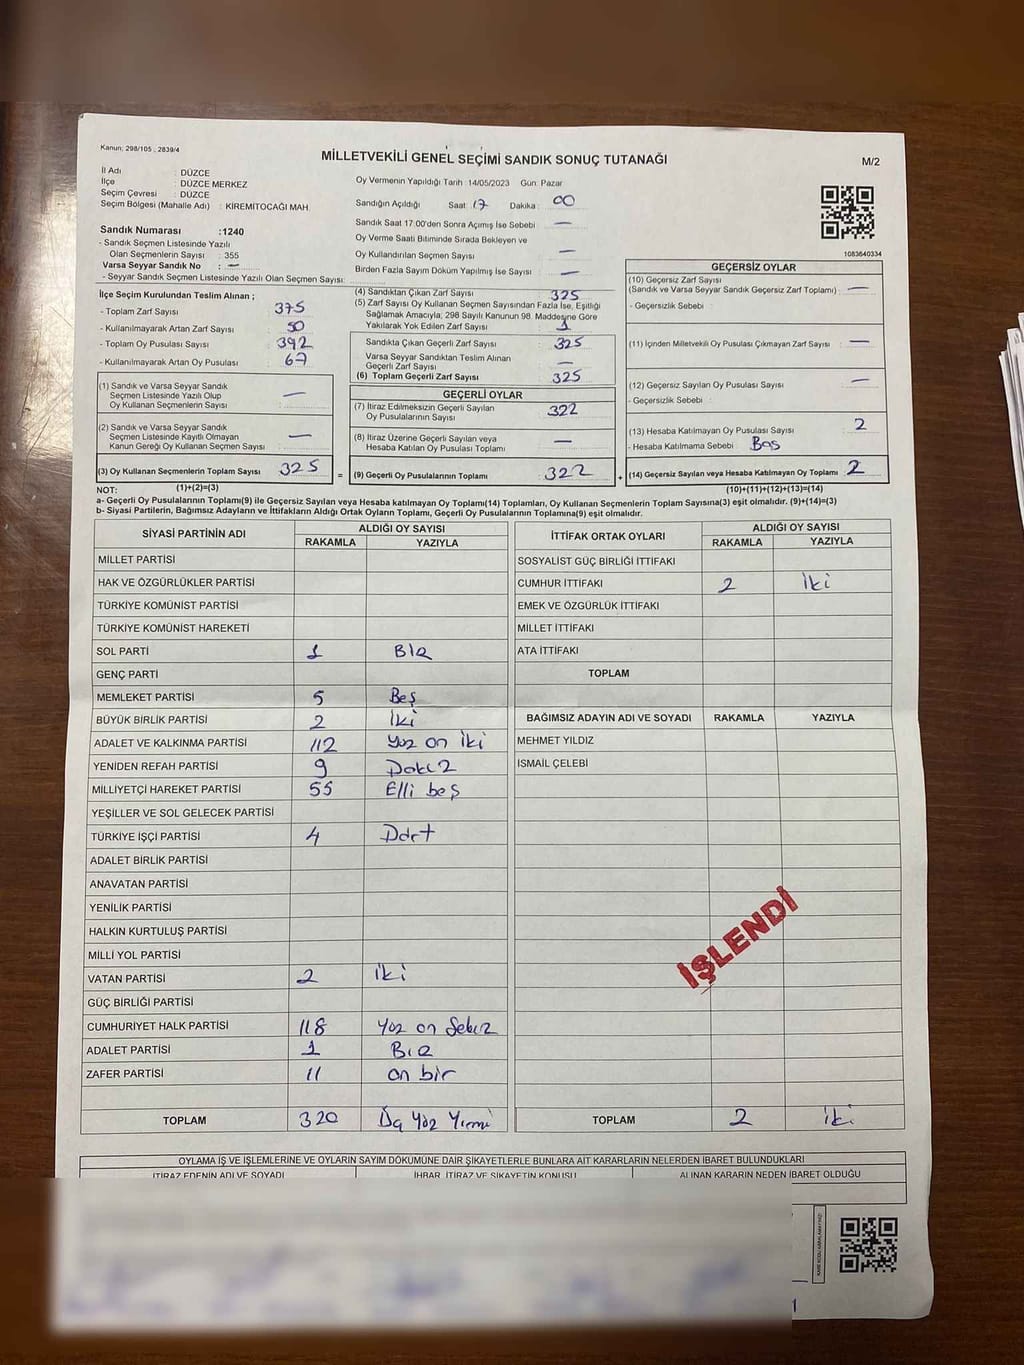 Kanun; 298/105 ; 2839/4
MİLLETVEKİLİ GENEL SEÇİMİ SANDIK SONUÇ TUTANAĞI
M/2
İl Adı : DÜZCE
İlçe : DÜZCE MERKEZ
Seçim Çevresi : DÜZCE
Seçim Bölgesi (Mahalle Adı) : KİREMİTOCAĞI MAH.
Oy Vermenin Yapıldığı Tarih :14/05/2023 Gün: Pazar
Sandığın Açıldığı Saat: 17 Dakika: 00
Sandık Saat 17:00'den Sonra Açımış İse Sebebi —
Oy Verme Saati Bitiminde Sırada Bekleyen ve
Oy Kullandırılan Seçmen Sayısı —
Birden Fazla Sayım Döküm Yapılmış İse Sayısı —
1083640334
Sandık Numarası :1240
- Sandık Seçmen Listesinde Yazılı
Olan Seçmenlerin Sayısı : 355
Varsa Seyyar Sandık No : —
- Seyyar Sandık Seçmen Listesinde Yazılı Olan Seçmen Sayısı:
İlçe Seçim Kurulundan Teslim Alınan ;
- Toplam Zarf Sayısı 375
- Kullanılmayarak Artan Zarf Sayısı 50
- Toplam Oy Pusulası Sayısı 392
- Kullanılmayarak Artan Oy Pusulası 67
(4) Sandıktan Çıkan Zarf Sayısı 325
(5) Zarf Sayısı Oy Kullanan Seçmen Sayısından Fazla İse, Eşitliği
Sağlamak Amacıyla; 298 Sayılı Kanunun 98. Maddesine Göre
Yakılarak Yok Edilen Zarf Sayısı 1
Sandıkta Çıkan Geçerli Zarf Sayısı 325
Varsa Seyyar Sandıktan Teslim Alınan
Geçerli Zarf Sayısı —
(6) Toplam Geçerli Zarf Sayısı 325
GEÇERSİZ OYLAR
(10) Geçersiz Zarf Sayısı
(Sandık ve Varsa Seyyar Sandık Geçersiz Zarf Toplamı) : —
- Geçersizlik Sebebi :
(11) İçinden Milletvekili Oy Pusulası Çıkmayan Zarf Sayısı —
(12) Geçersiz Sayılan Oy Pusulası Sayısı —
- Geçersizlik Sebebi :
(13) Hesaba Katılmayan Oy Pusulası Sayısı 2
- Hesaba Katılmama Sebebi Boş
(14) Geçersiz Sayılan veya Hesaba Katılmayan Oy Toplamı 2
(10)+(11)+(12)+(13)=(14)
(1) Sandık ve Varsa Seyyar Sandık
Seçmen Listesinde Yazılı Olup
Oy Kullanan Seçmenlerin Sayısı : —
(2) Sandık ve Varsa Seyyar Sandık
Seçmen Listesinde Kayıtlı Olmayan
Kanun Gereği Oy Kullanan Seçmen Sayısı : —
(3) Oy Kullanan Seçmenlerin Toplam Sayısı 325
(1)+(2)=(3)
GEÇERLİ OYLAR
(7) İtiraz Edilmeksizin Geçerli Sayılan
Oy Pusulalarının Sayısı 322
(8) İtiraz Üzerine Geçerli Sayılan veya
Hesaba Katılan Oy Pusulası Toplamı —
= (9) Geçerli Oy Pusulalarının Toplamı 322 +
NOT:
a- Geçerli Oy Pusulalarının Toplamı(9) ile Geçersiz Sayılan veya Hesaba katılmayan Oy Toplamı(14) Toplamları, Oy Kullanan Seçmenlerin Toplam Sayısına(3) eşit olmalıdır. (9)+(14)=(3)
b- Siyasi Partilerin, Bağımsız Adayların ve İttifakların Aldığı Ortak Oyların Toplamı, Geçerli Oy Pusulalarının Toplamına(9) eşit olmalıdır.
SİYASİ PARTİNİN ADI ALDIĞI OY SAYISI
RAKAMLA YAZIYLA
MİLLET PARTİSİ
HAK VE ÖZGÜRLÜKLER PARTİSİ
TÜRKİYE KOMÜNİST PARTİSİ
TÜRKİYE KOMÜNİST HAREKETİ
SOL PARTİ 1 BİR
GENÇ PARTİ
MEMLEKET PARTİSİ 5 Beş
BÜYÜK BİRLİK PARTİSİ 2 İki
ADALET VE KALKINMA PARTİSİ 112 Yüz on iki
YENİDEN REFAH PARTİSİ 9 Dokuz
MİLLİYETÇİ HAREKET PARTİSİ 55 Elli beş
YEŞİLLER VE SOL GELECEK PARTİSİ
TÜRKİYE İŞÇİ PARTİSİ 4 Dört
ADALET BİRLİK PARTİSİ
ANAVATAN PARTİSİ
YENİLİK PARTİSİ
HALKIN KURTULUŞ PARTİSİ
MİLLİ YOL PARTİSİ
VATAN PARTİSİ 2 iki
GÜÇ BİRLİĞİ PARTİSİ
CUMHURİYET HALK PARTİSİ 118 Yüz on Sekiz
ADALET PARTİSİ 1 BİR
ZAFER PARTİSİ 11 on bir
TOPLAM 320 Üç Yüz Yirmi
İTTİFAK ORTAK OYLARI ALDIĞI OY SAYISI
RAKAMLA YAZIYLA
SOSYALİST GÜÇ BİRLİĞİ İTTİFAKI
CUMHUR İTTİFAKI 2 iki
EMEK VE ÖZGÜRLÜK İTTİFAKI
MİLLET İTTİFAKI
ATA İTTİFAKI
TOPLAM
BAĞIMSIZ ADAYIN ADI VE SOYADI RAKAMLA YAZIYLA
MEHMET YILDIZ
İSMAİL ÇELEBİ
İŞLENDİ
TOPLAM 2 iki
OYLAMA İŞ VE İŞLEMLERİNE VE OYLARIN SAYIM DÖKÜMÜNE DAİR ŞİKAYETLERLE BUNLARA AİT KARARLARIN NELERDEN İBARET BULUNDUKLARI
İTİRAZ EDENİN ADI VE SOYADI İHBAR, İTİRAZ VE ŞİKAYETİN KONUSU ALINAN KARARIN NEDEN İBARET OLDUĞU